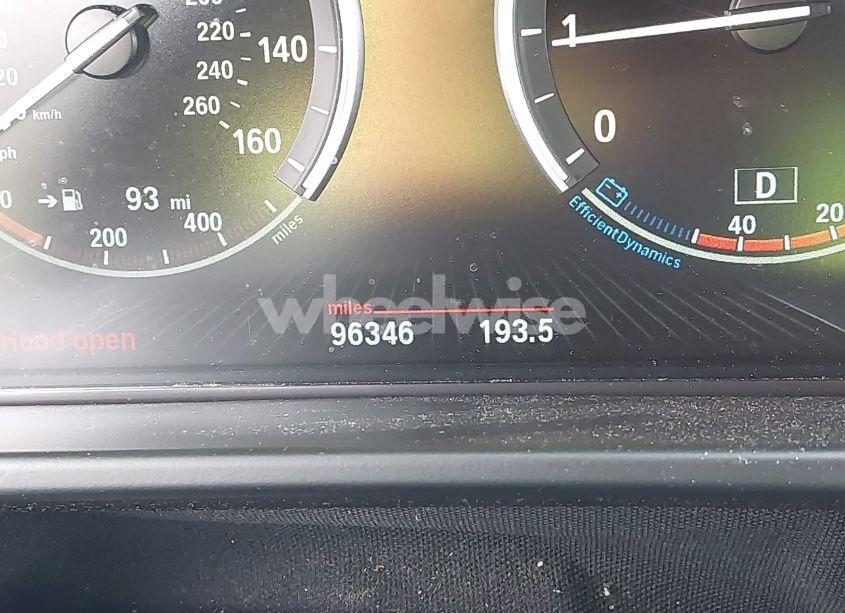 220
240
260
140
160
km/h
93 mi
200
400
miles
1
0
D
40
20
EfficientDynamics
wheelwise
miles
96346 193.5
Hood open